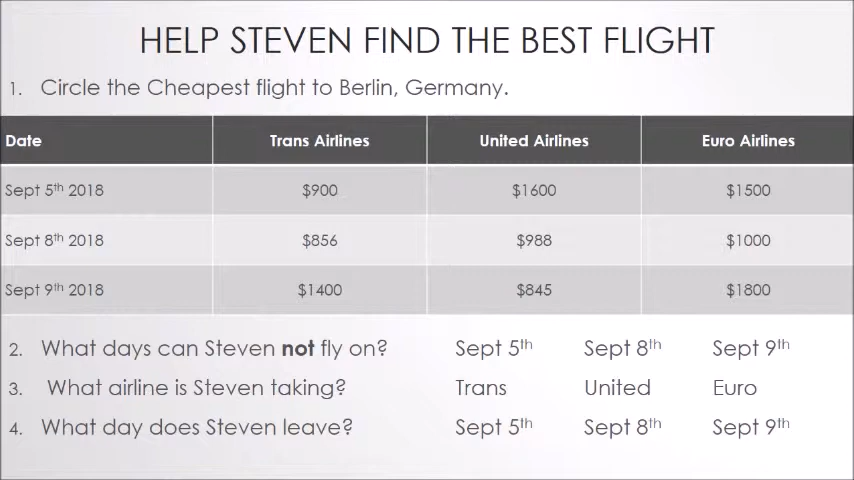 HELP STEVEN FIND THE BEST FLIGHT
1. Circle the Cheapest flight to Berlin, Germany.
Date Trans Airlines United Airlines Euro Airlines
Sept 5th 2018 $900 $1600 $1500
Sept 8th 2018 $856 $988 $1000
Sept 9th 2018 $1400 $845 $1800
2. What days can Steven not fly on? Sept 5th Sept 8th Sept 9th
3. What airline is Steven taking? Trans United Euro
4. What day does Steven leave? Sept 5th Sept 8th Sept 9th